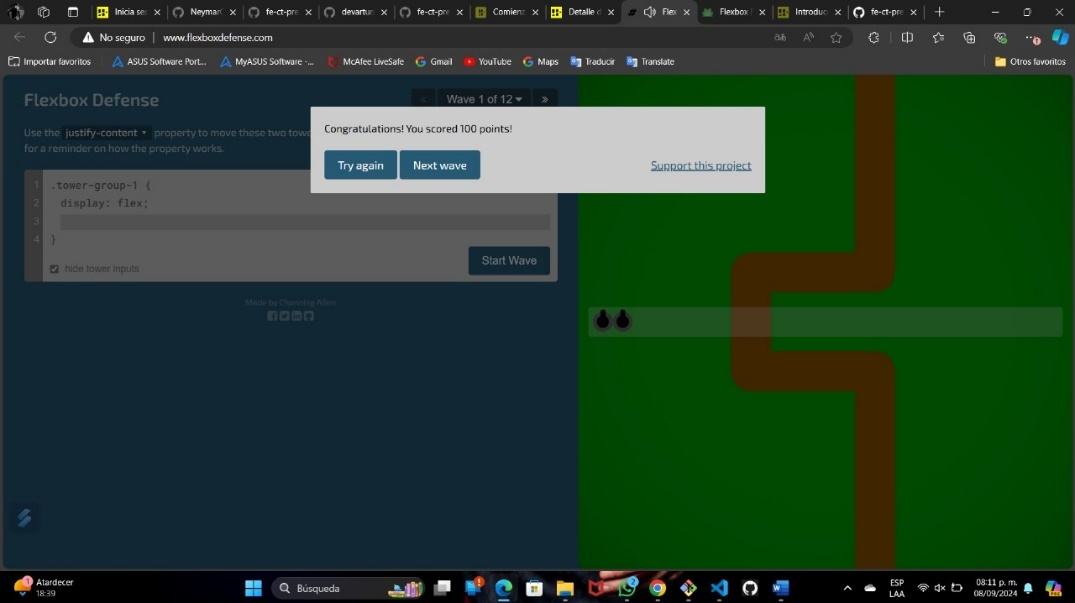 Inicia se
Neymar
fe-ct-pre
devartur
fe-ct-pre
Comienz
Detalle d
Flex
Flexbox
Introduc
fe-ct-pre
No seguro | www.flexboxdefense.com
Importar favoritos
ASUS Software Port...
MyASUS Software -...
McAfee LiveSafe
Gmail
YouTube
Maps
Traducir
Translate
Otros favoritos
Flexbox Defense
« Wave 1 of 12 »
Use the justify-content property to move these two tow
for a reminder on how the property works.
Congratulations! You scored 100 points!
Try again
Next wave
Support this project
1 .tower-group-1 {
2 display: flex;
3
4 }
hide tower inputs
Start Wave
Made by Channing Allen
1 Atardecer
18:39
Búsqueda
2
ESP
LAA
08:11 p. m.
08/09/2024